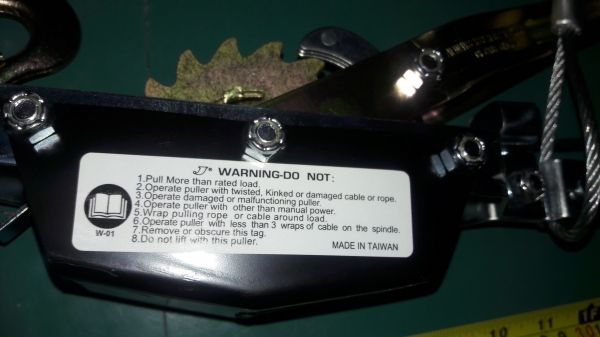 WARNING-DO NOT:
1.Pull More than rated load.
2.Operate puller with twisted, Kinked or damaged cable or rope.
3.Operate damaged or malfunctioning puller.
4.Operate puller with other than manual power.
5.Wrap pulling rope or cable around load.
6.Operate puller with less than 3 wraps of cable on the spindle.
7.Remove or obscure this tag.
8.Do not lift with this puller.
W-01
MADE IN TAIWAN
10 11
30